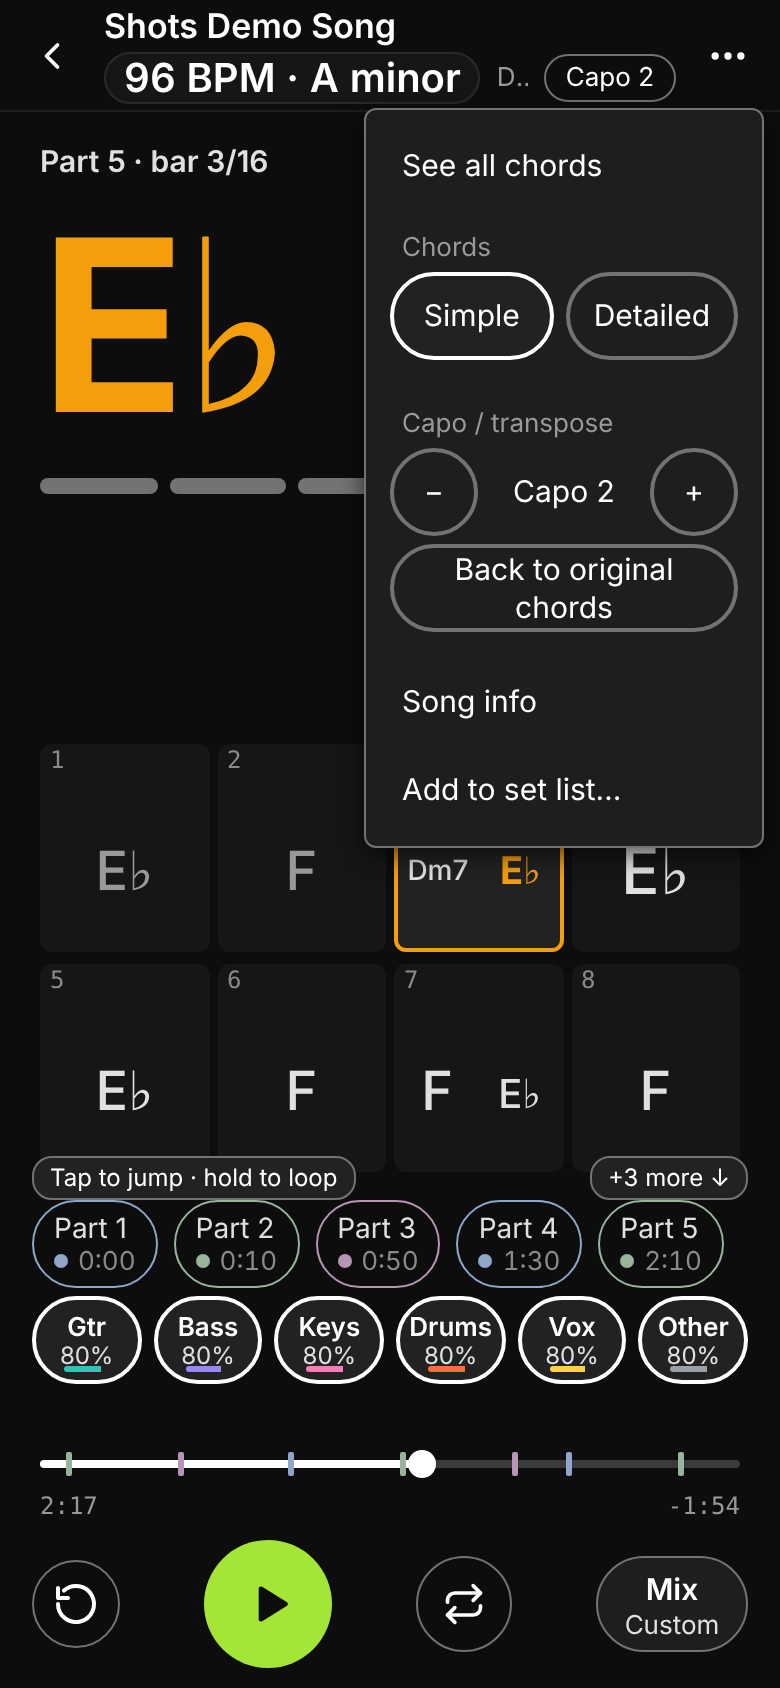 Shots Demo Song
96 BPM · A minor
D..
Capo 2
Part 5 · bar 3/16
See all chords
Chords
Simple
Detailed
E♭
Capo / transpose
− Capo 2 +
Back to original
chords
Song info
Add to set list...
1
2
E♭
F
Dm7 E♭
E♭
5
6
7
8
E♭
F
F E♭
F
Tap to jump · hold to loop
+3 more ↓
Part 1
0:00
Part 2
0:10
Part 3
0:50
Part 4
1:30
Part 5
2:10
Gtr
80%
Bass
80%
Keys
80%
Drums
80%
Vox
80%
Other
80%
2:17
-1:54
Mix
Custom